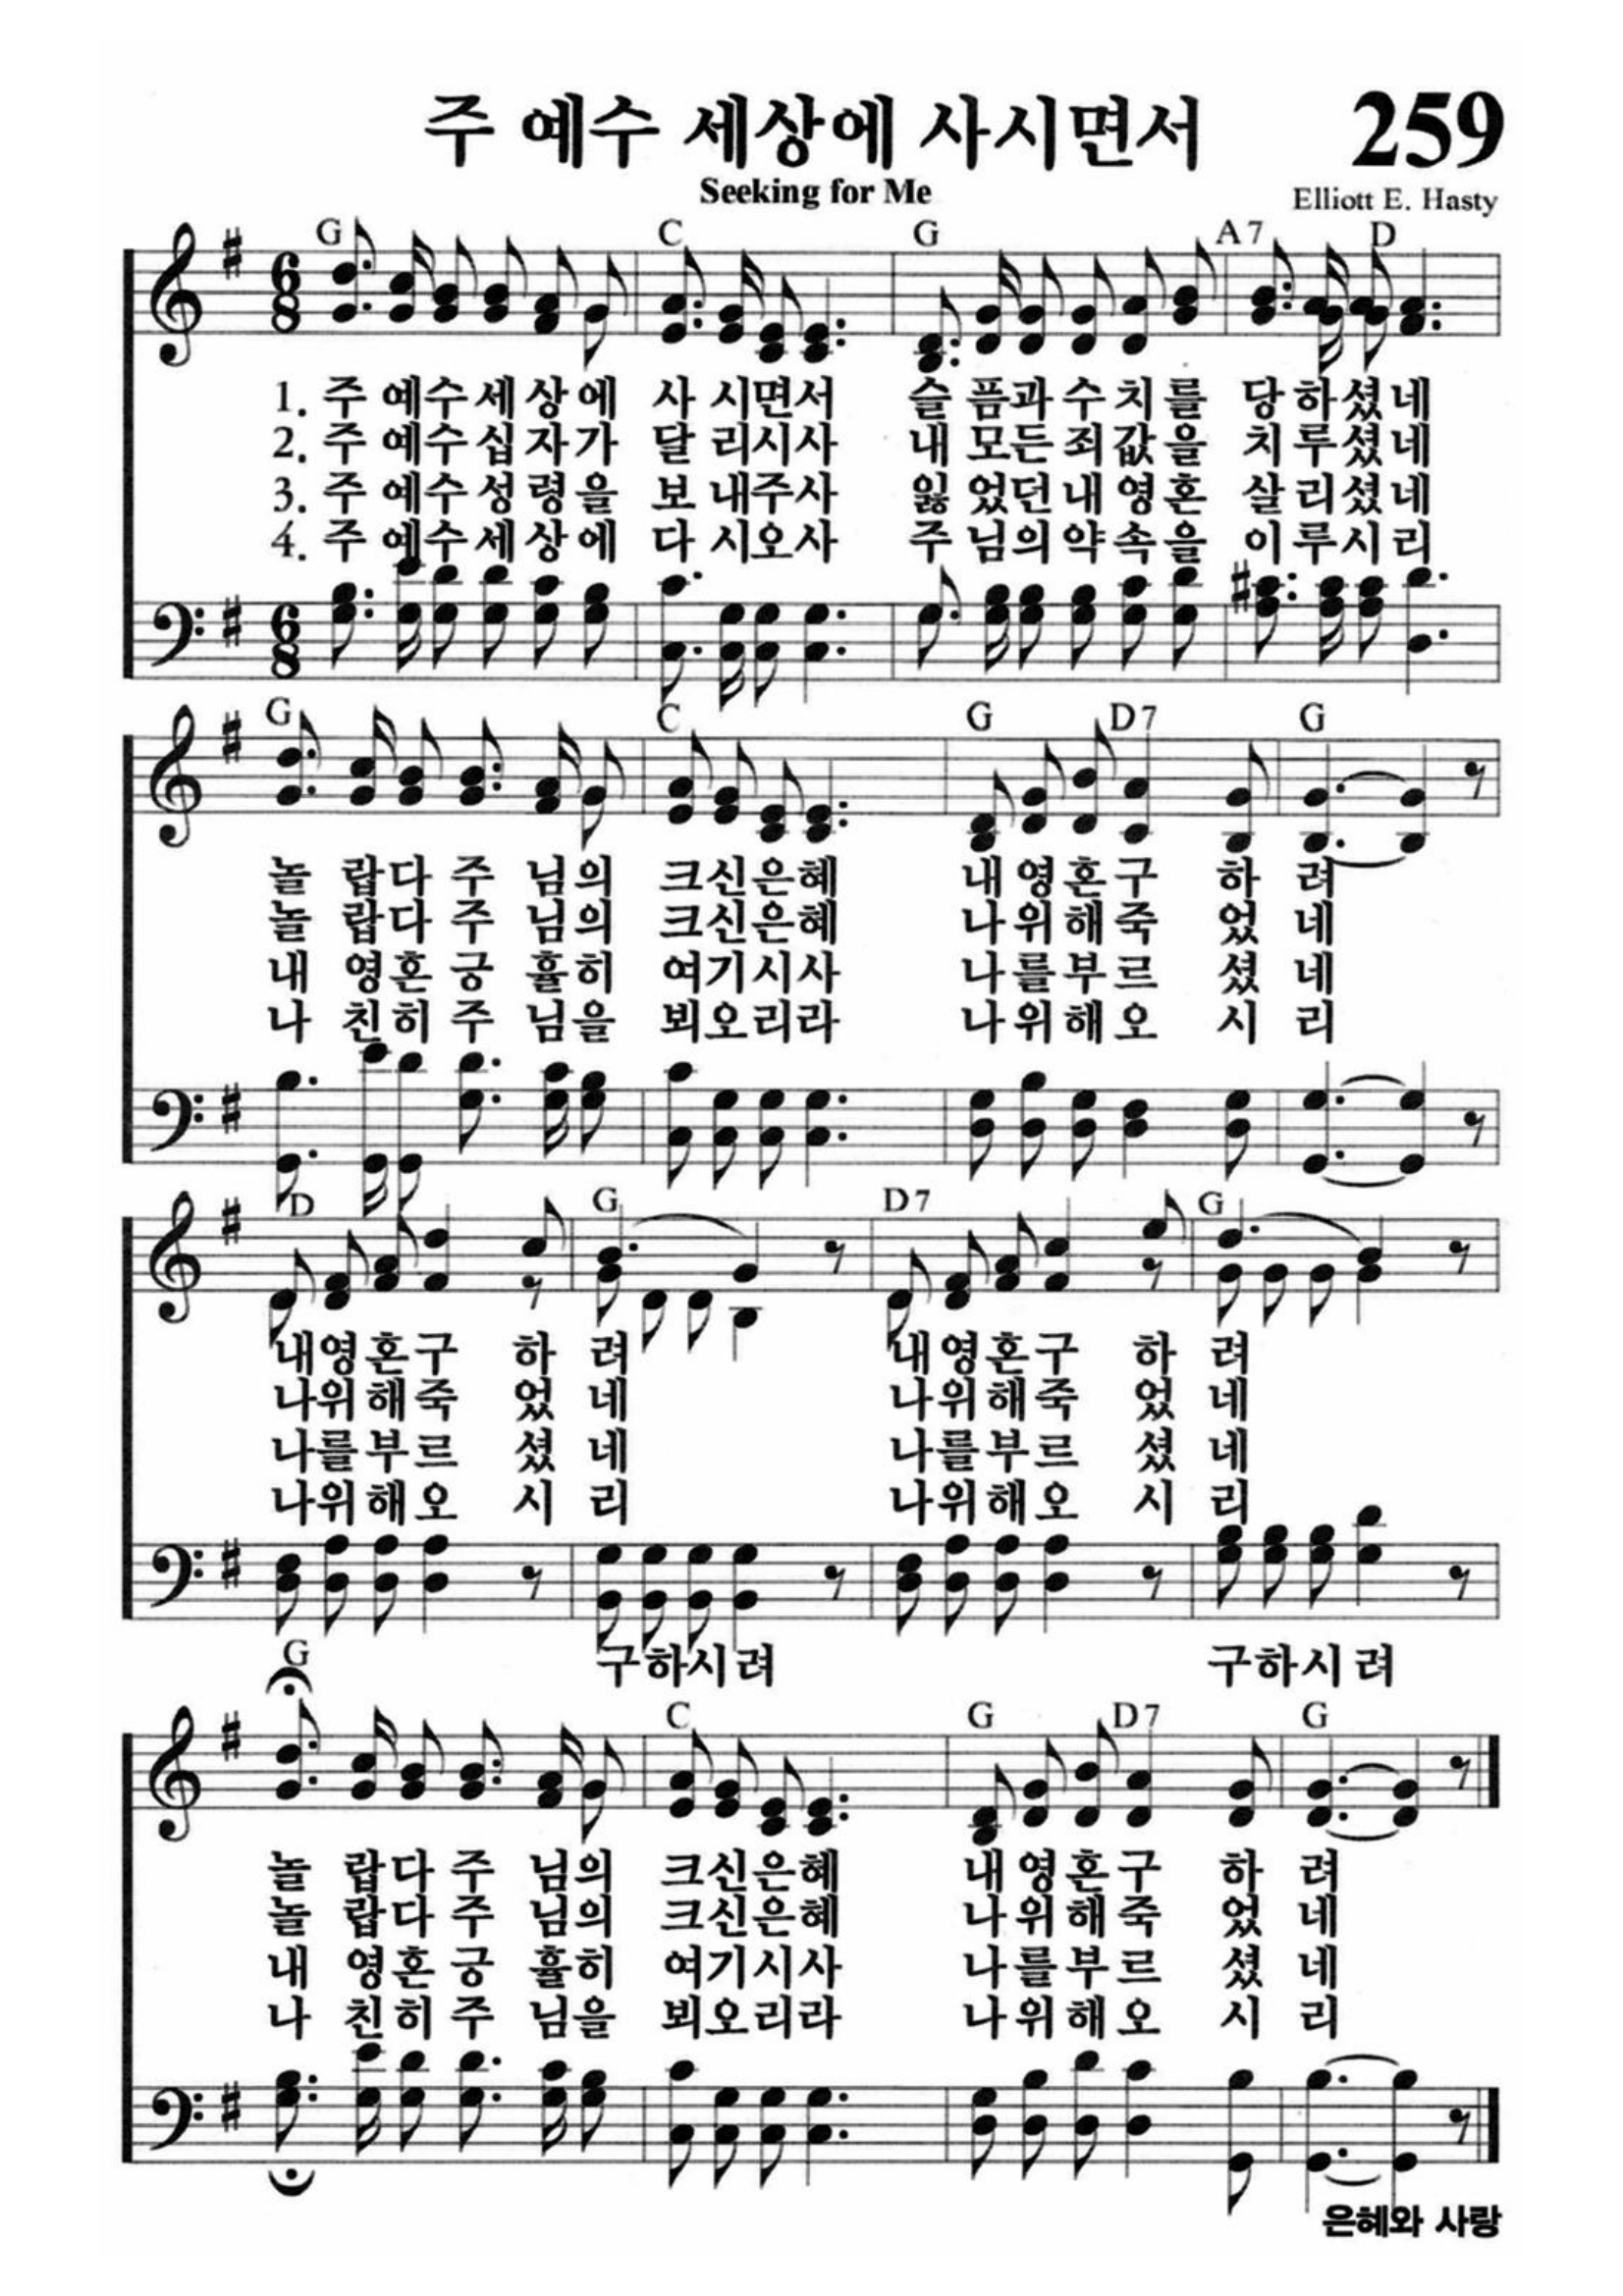 주 예수 세상에 사시면서 259
Seeking for Me
Elliott E. Hasty
G C G A7 D
1. 주 예수세상에 사 시면서 슬 픔과수치를 당하셨네
2. 주 예수십자가 달 리시사 내 모든죄값을 치루셨네
3. 주 예수성령을 보 내주사 잃 었던내영혼 살리셨네
4. 주 예수세상에 다 시오사 주 님의약속을 이루시리
G C G D7 G
놀 랍다 주 님의 크신은혜 내영혼구 하 려
놀 랍다 주 님의 크신은혜 나위해죽 었 네
내 영혼 긍 휼히 여기시사 나를부르 셨 네
나 친히 주 님을 뵈오리라 나위해오 시 리
D G D7 G
내영혼구 하 려 내영혼구 하 려
나위해죽 었 네 나위해죽 었 네
나를부르 셨 네 나를부르 셨 네
나위해오 시 리 나위해오 시 리
구하시려 구하시려
G C G D7 G
놀 랍다 주 님의 크신은혜 내영혼구 하 려
놀 랍다 주 님의 크신은혜 나위해죽 었 네
내 영혼 긍 휼히 여기시사 나를부르 셨 네
나 친히 주 님을 뵈오리라 나위해오 시 리
은혜와 사랑